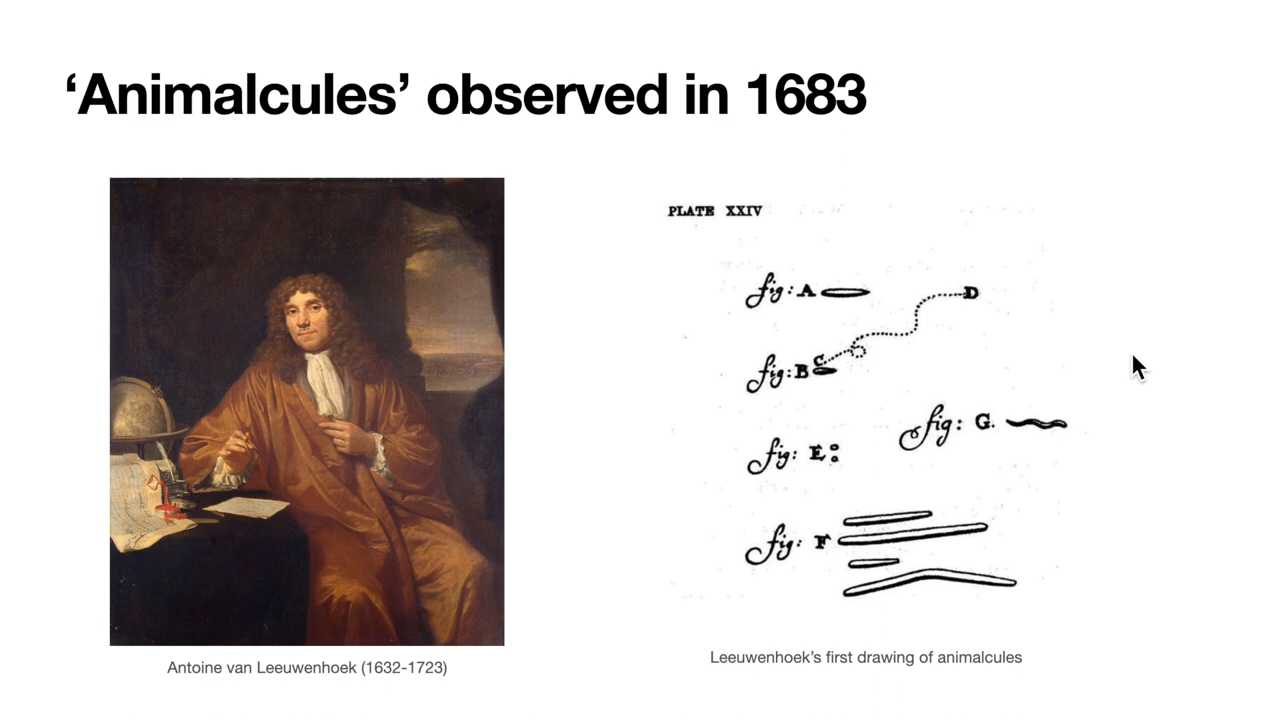 ‘Animalcules’ observed in 1683
PLATE XXIV
fig: A
D
C
fig: B
fig: G.
fig: E
fig: F
Antoine van Leeuwenhoek (1632-1723)
Leeuwenhoek’s first drawing of animalcules